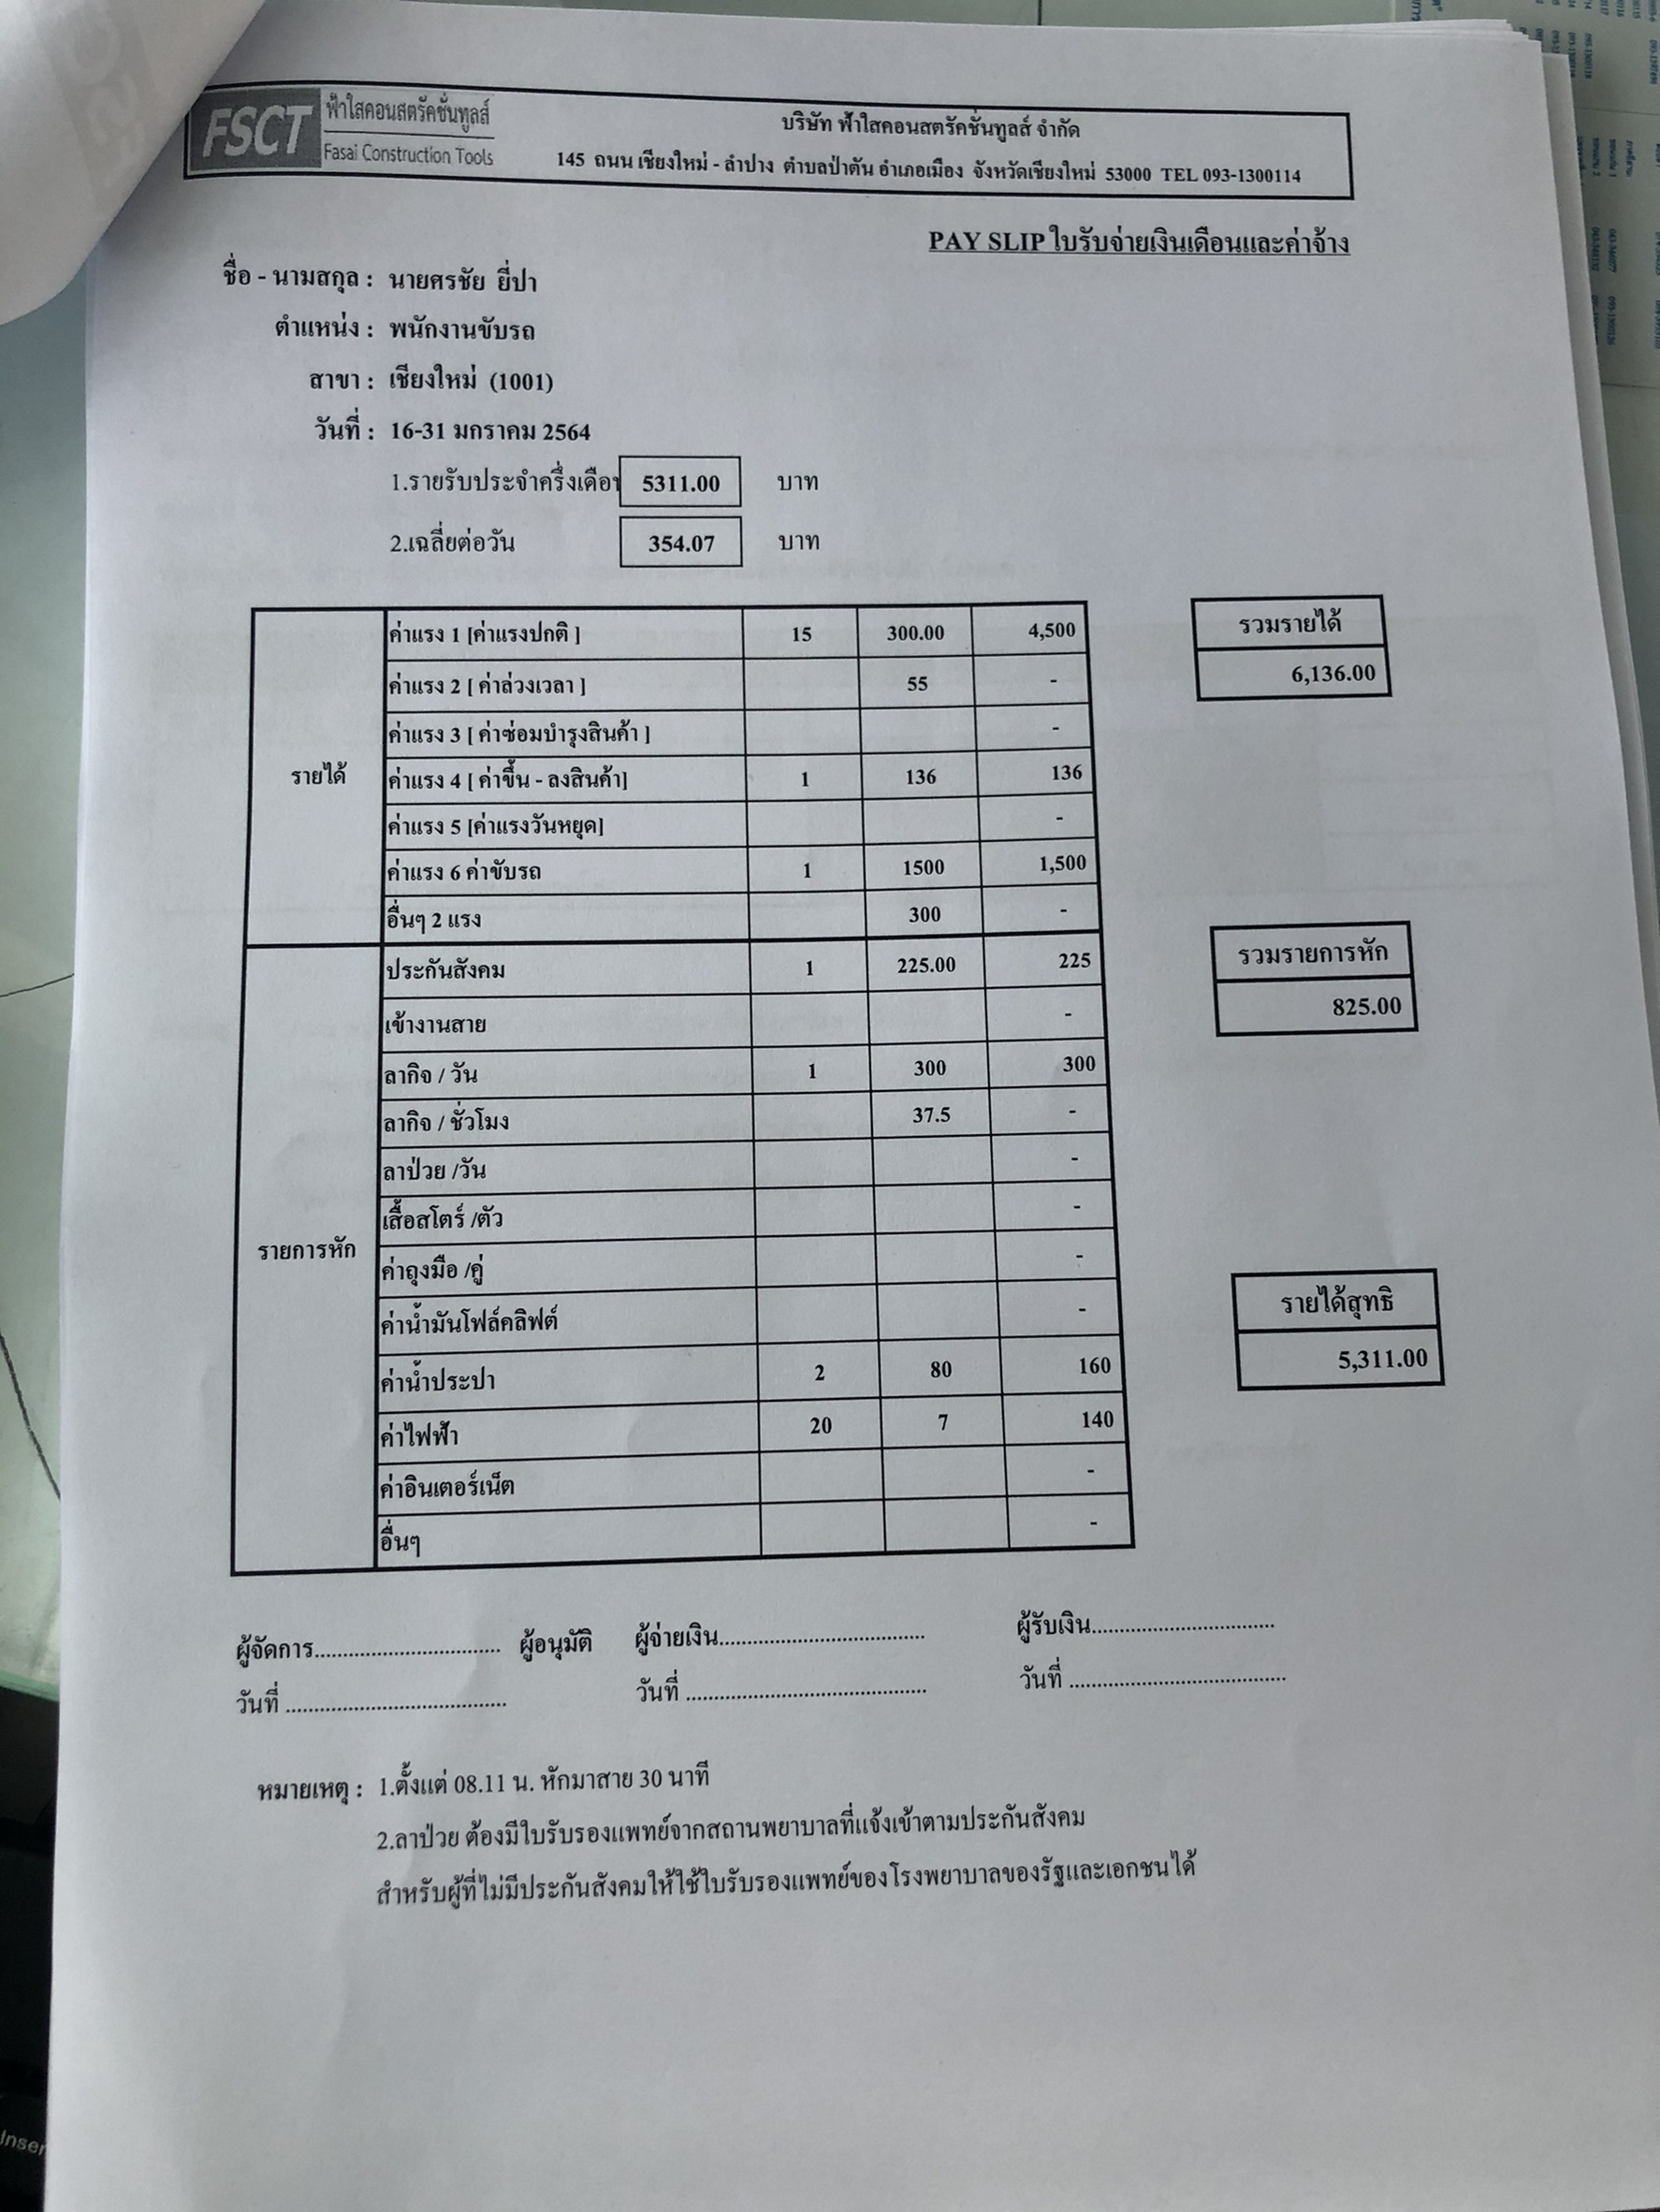 FSCT
ฟ้าใสคอนสตรัคชั่นทูลส์
Fasai Construction Tools
บริษัท ฟ้าใสคอนสตรัคชั่นทูลส์ จำกัด
145 ถนน เชียงใหม่ - ลำปาง ตำบลป่าตัน อำเภอเมือง จังหวัดเชียงใหม่ 53000 TEL 093-1300114
PAY SLIP ใบรับจ่ายเงินเดือนและค่าจ้าง
ชื่อ - นามสกุล : นายศรชัย ยี่ปา
ตำแหน่ง : พนักงานขับรถ
สาขา : เชียงใหม่ (1001)
วันที่ : 16-31 มกราคม 2564
1.รายรับประจำครึ่งเดือน 5311.00 บาท
2.เฉลี่ยต่อวัน 354.07 บาท
รายได้
ค่าแรง 1 [ค่าแรงปกติ ] 15 300.00 4,500
ค่าแรง 2 [ ค่าล่วงเวลา ] 55 -
ค่าแรง 3 [ ค่าซ่อมบำรุงสินค้า ] -
ค่าแรง 4 [ ค่าขึ้น - ลงสินค้า] 1 136 136
ค่าแรง 5 [ค่าแรงวันหยุด] -
ค่าแรง 6 ค่าขับรถ 1 1500 1,500
อื่นๆ 2 แรง 300 -
รวมรายได้
6,136.00
รายการหัก
ประกันสังคม 1 225.00 225
เข้างานสาย -
ลากิจ / วัน 1 300 300
ลากิจ / ชั่วโมง 37.5 -
ลาป่วย /วัน -
เสื้อสโตร์ /ตัว -
ค่าถุงมือ /คู่ -
ค่าน้ำมันโฟล์คลิฟต์ -
ค่าน้ำประปา 2 80 160
ค่าไฟฟ้า 20 7 140
ค่าอินเตอร์เน็ต -
อื่นๆ -
รวมรายการหัก
825.00
รายได้สุทธิ
5,311.00
ผู้จัดการ................................ ผู้อนุมัติ ผู้จ่ายเงิน.................................... ผู้รับเงิน................................
วันที่ ....................................... วันที่ .......................................... วันที่ ......................................
หมายเหตุ : 1.ตั้งแต่ 08.11 น. หักมาสาย 30 นาที
2.ลาป่วย ต้องมีใบรับรองแพทย์จากสถานพยาบาลที่แจ้งเข้าตามประกันสังคม
สำหรับผู้ที่ไม่มีประกันสังคมให้ใช้ใบรับรองแพทย์ของโรงพยาบาลของรัฐและเอกชนได้